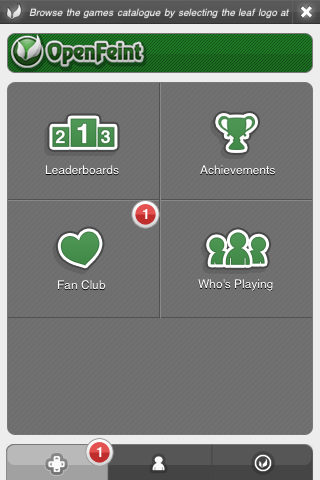 Browse the games catalogue by selecting the leaf logo at
OpenFeint
2 1 3
Leaderboards
Achievements
1
Fan Club
Who's Playing
1